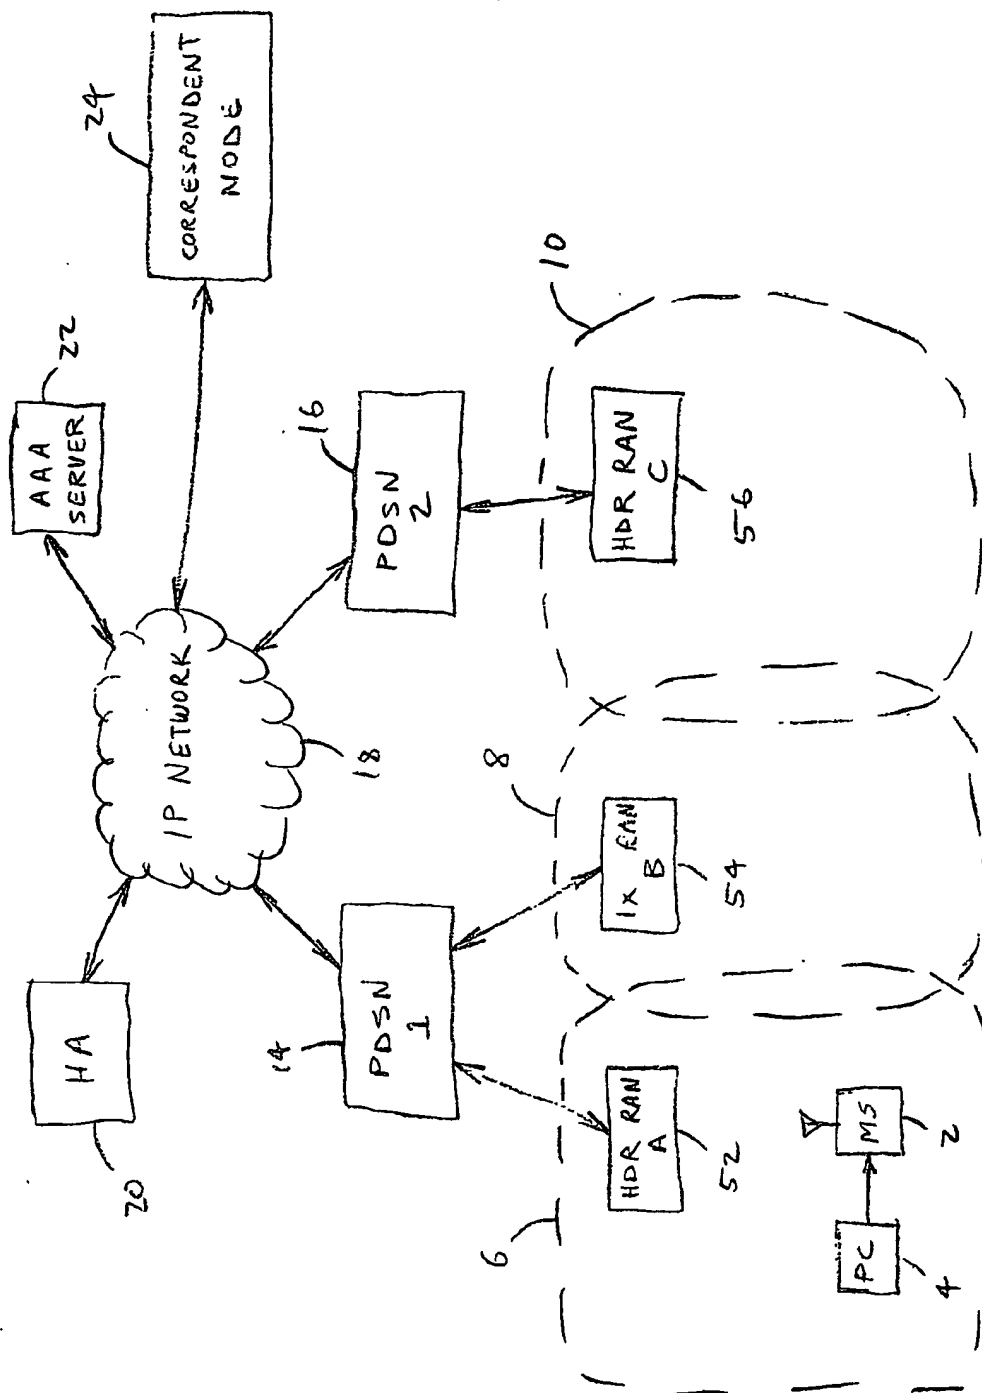 HA
20
AAA
SERVER
22
CORRESPONDENT
NODE
24
IP NETWORK
18
PDSN
1
14
PDSN
2
16
6
8
10
HDR RAN
A
52
1x RAN
B
54
HDR RAN
C
56
PC
4
MS
2